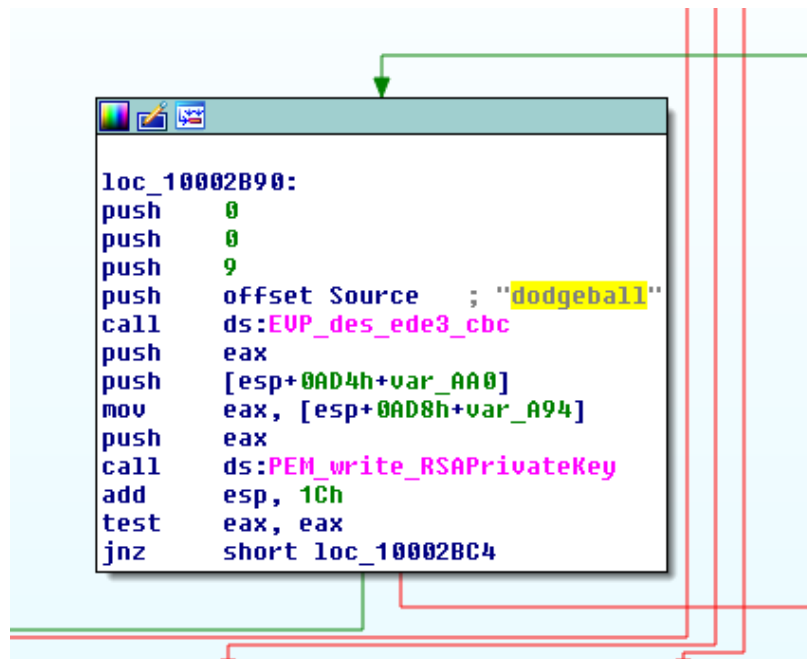 loc_10002B90:
push 0
push 0
push 9
push offset Source ; "dodgeball"
call ds:EVP_des_ede3_cbc
push eax
push [esp+0AD4h+var_AA0]
mov eax, [esp+0AD8h+var_A94]
push eax
call ds:PEM_write_RSAPrivateKey
add esp, 1Ch
test eax, eax
jnz short loc_10002BC4